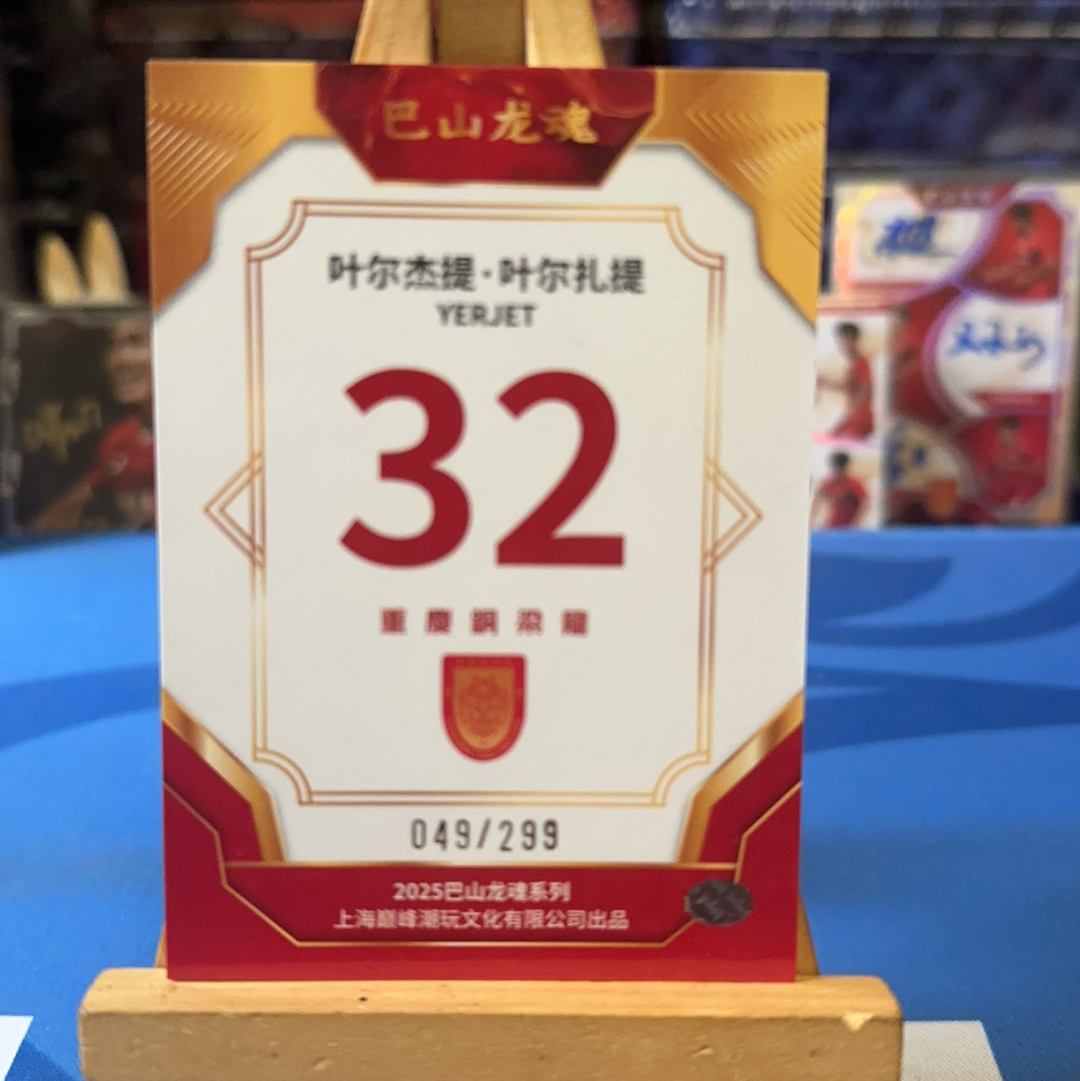 巴山龙魂
叶尔杰提·叶尔扎提
YERJET
32
重慶銅梁龍
049/299
2025巴山龙魂系列
上海巅峰潮玩文化有限公司出品